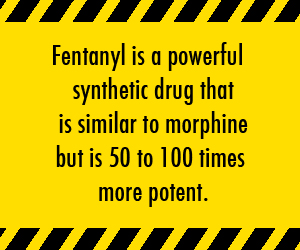 Fentanyl is a powerful
synthetic drug that
is similar to morphine
but is 50 to 100 times
more potent.